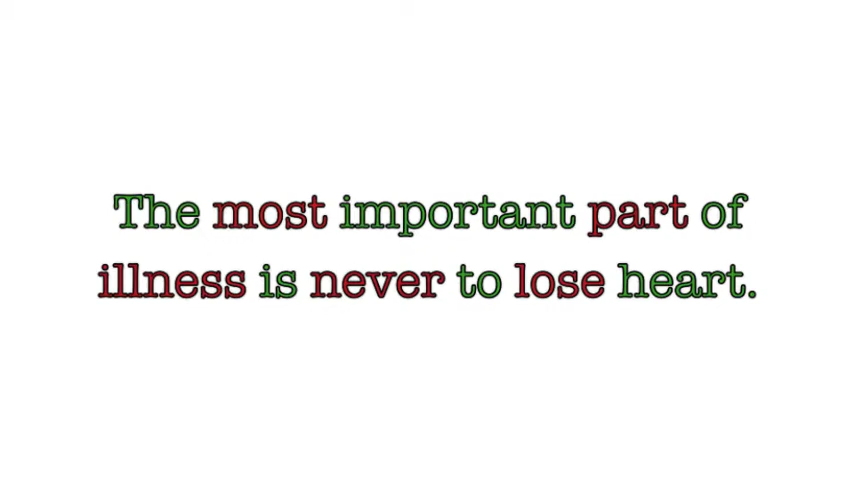 The most important part of
illness is never to lose heart.